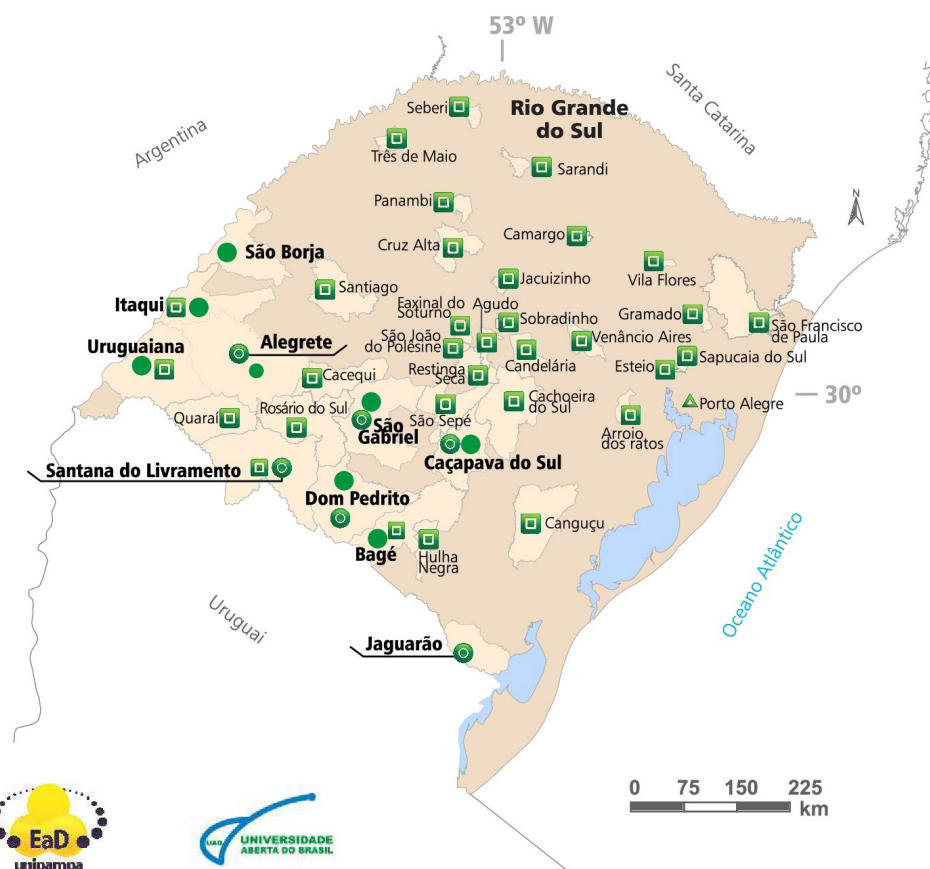 53º W
Santa Catarina
Argentina
Rio Grande
do Sul
Seberi
Três de Maio
Sarandi
Panambi
N
Camargo
Cruz Alta
São Borja
Vila Flores
Jacuizinho
Santiago
Itaqui
Faxinal do
Soturno
Agudo
Sobradinho
Gramado
São Francisco
de Paula
São João
do Polêsine
Venâncio Aires
Uruguaiana
Alegrete
Candelária
Sapucaia do Sul
Esteio
Restinga
Seca
Cacequi
30º
Cachoeira
do Sul
Porto Alegre
Quaraí
Rosário do Sul
São
Gabriel
São Sepé
Arroio
dos ratos
Caçapava do Sul
Santana do Livramento
Dom Pedrito
Canguçu
Bagé
Hulha
Negra
Oceano Atlântico
Uruguai
Jaguarão
0 75 150 225
km
EaD
unipampa
UAB
UNIVERSIDADE
ABERTA DO BRASIL